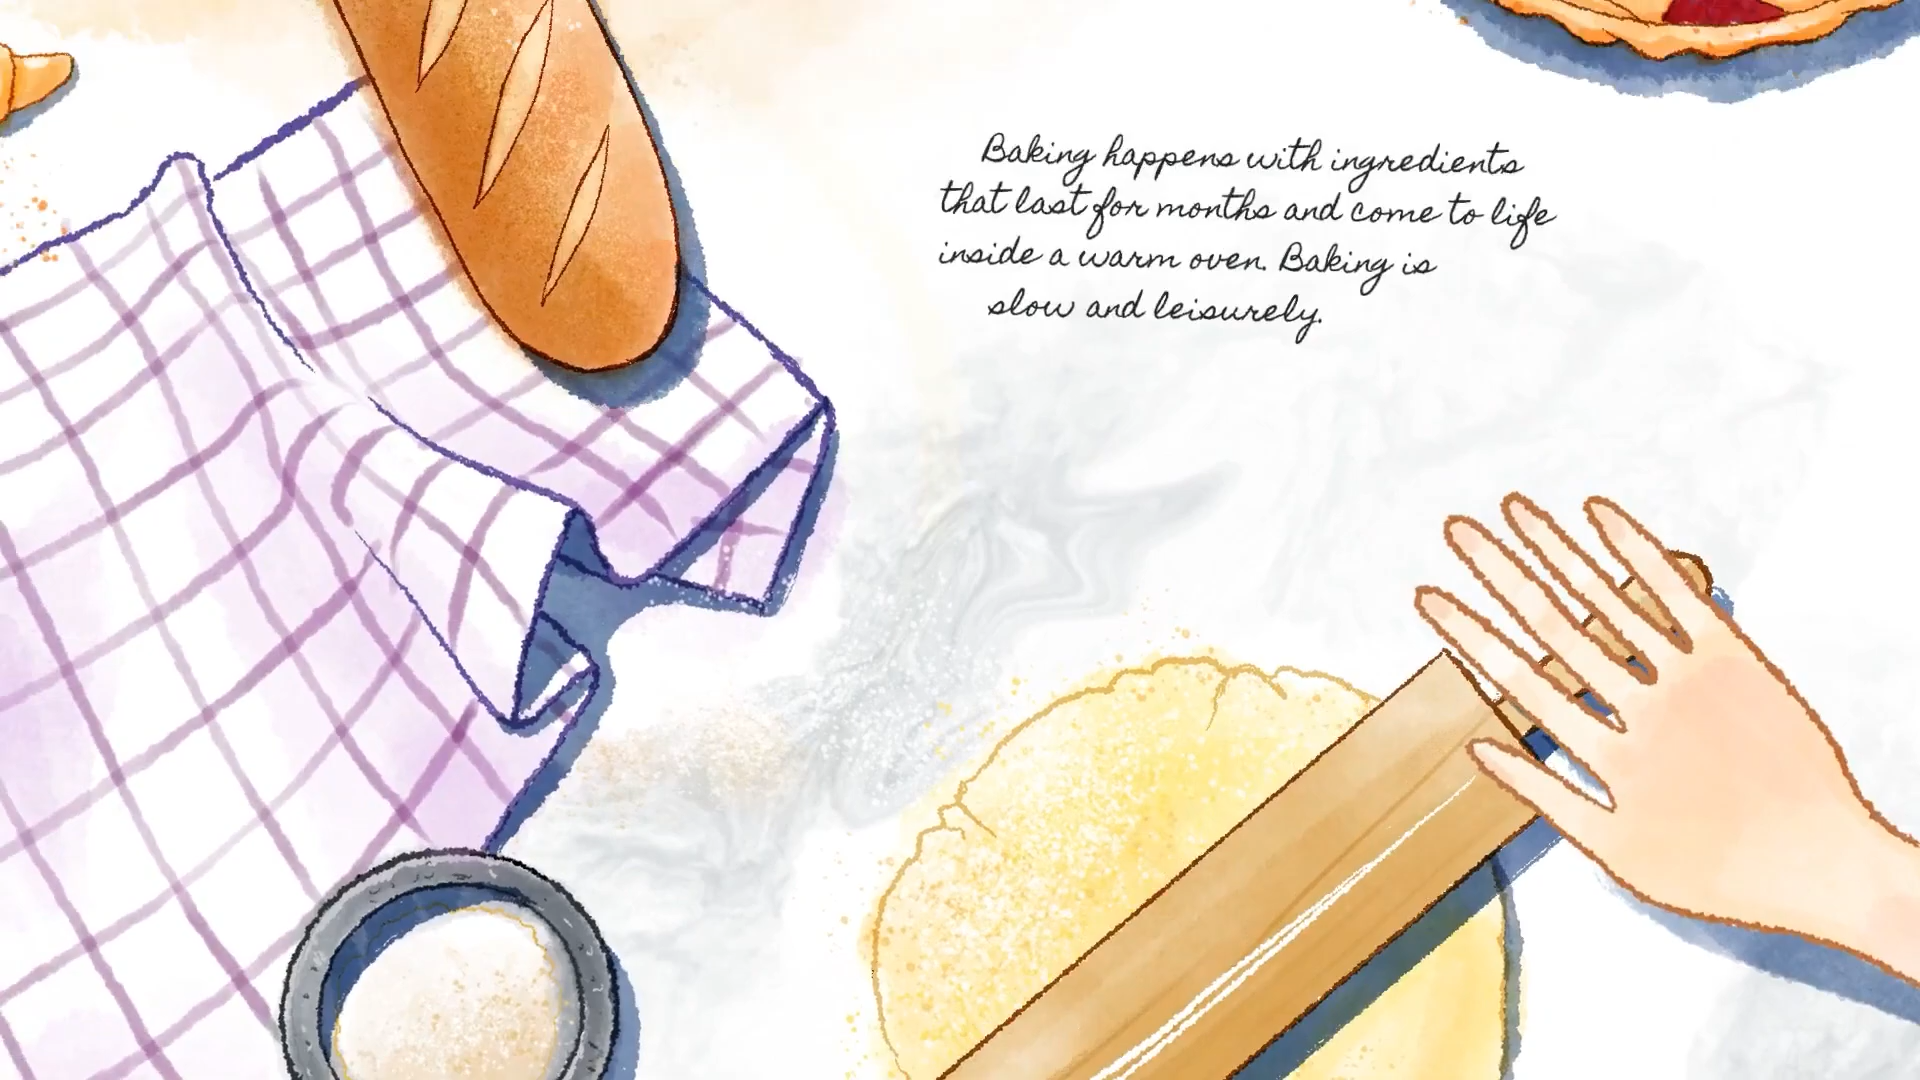 Baking happens with ingredients
that last for months and come to life
inside a warm oven. Baking is
slow and leisurely.